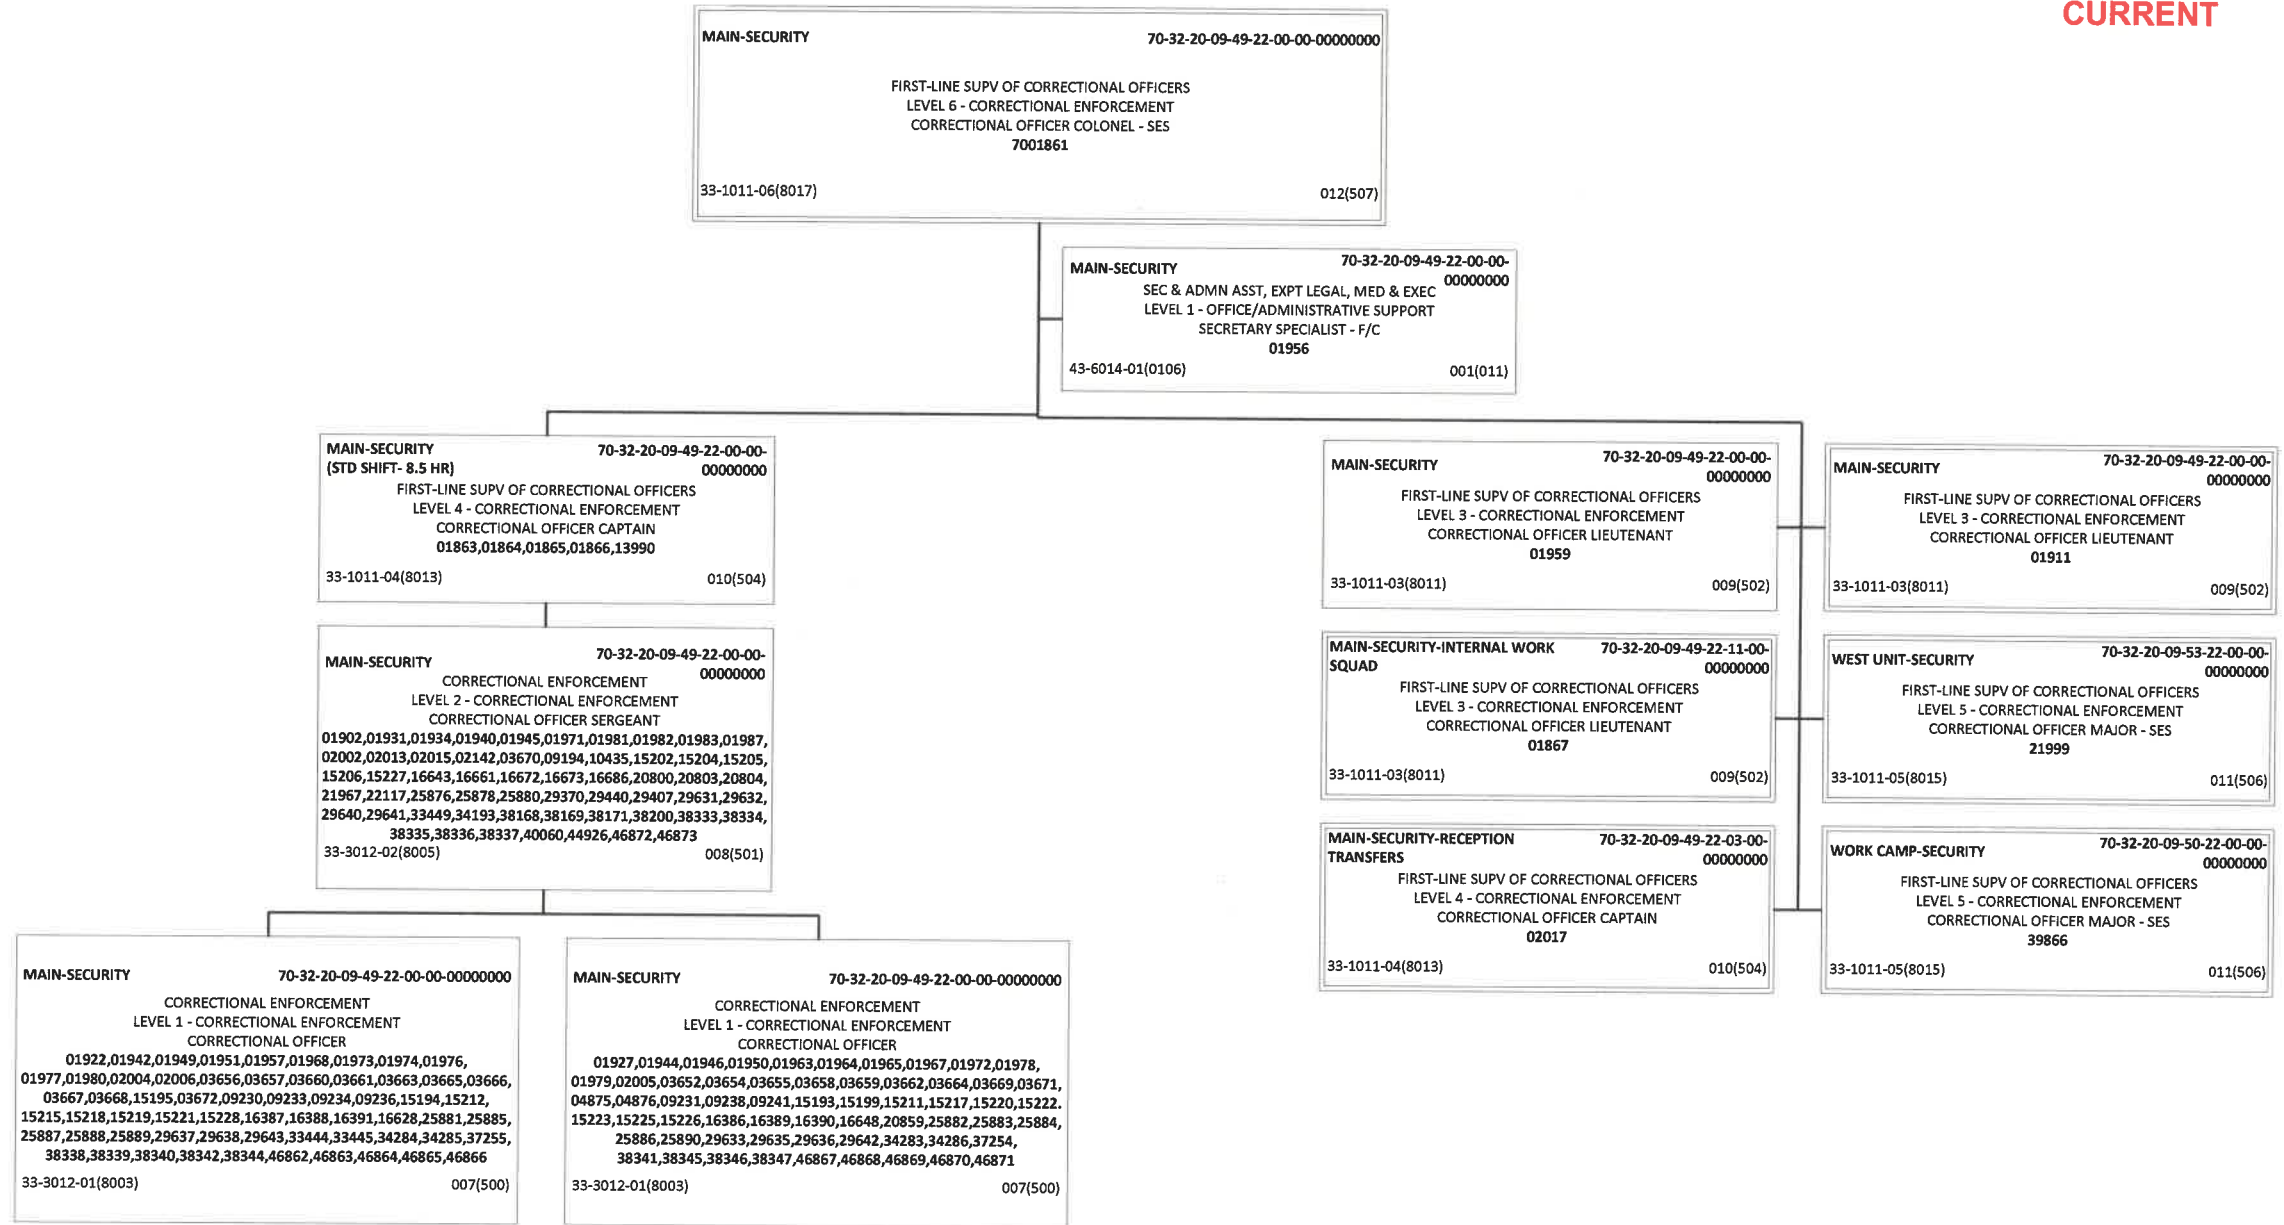 CURRENT
MAIN-SECURITY 70-32-20-09-49-22-00-00-00000000
FIRST-LINE SUPV OF CORRECTIONAL OFFICERS
LEVEL 6 - CORRECTIONAL ENFORCEMENT
CORRECTIONAL OFFICER COLONEL - SES
7001861
33-1011-06(8017) 012(507)
MAIN-SECURITY 70-32-20-09-49-22-00-00-
00000000
SEC & ADMN ASST, EXPT LEGAL, MED & EXEC
LEVEL 1 - OFFICE/ADMINISTRATIVE SUPPORT
SECRETARY SPECIALIST - F/C
01956
43-6014-01(0106) 001(011)
MAIN-SECURITY 70-32-20-09-49-22-00-00-
(STD SHIFT- 8.5 HR) 00000000
FIRST-LINE SUPV OF CORRECTIONAL OFFICERS
LEVEL 4 - CORRECTIONAL ENFORCEMENT
CORRECTIONAL OFFICER CAPTAIN
01863,01864,01865,01866,13990
33-1011-04(8013) 010(504)
MAIN-SECURITY 70-32-20-09-49-22-00-00-
00000000
CORRECTIONAL ENFORCEMENT
LEVEL 2 - CORRECTIONAL ENFORCEMENT
CORRECTIONAL OFFICER SERGEANT
01902,01931,01934,01940,01945,01971,01981,01982,01983,01987,
02002,02013,02015,02142,03670,09194,10435,15202,15204,15205,
15206,15227,16643,16661,16672,16673,16686,20800,20803,20804,
21967,22117,25876,25878,25880,29370,29440,29407,29631,29632,
29640,29641,33449,34193,38168,38169,38171,38200,38333,38334,
38335,38336,38337,40060,44926,46872,46873
33-3012-02(8005) 008(501)
MAIN-SECURITY 70-32-20-09-49-22-00-00-00000000
CORRECTIONAL ENFORCEMENT
LEVEL 1 - CORRECTIONAL ENFORCEMENT
CORRECTIONAL OFFICER
01922,01942,01949,01951,01957,01968,01973,01974,01976,
01977,01980,02004,02006,03656,03657,03660,03661,03663,03665,03666,
03667,03668,15195,03672,09230,09233,09234,09236,15194,15212,
15215,15218,15219,15221,15228,16387,16388,16391,16628,25881,25885,
25887,25888,25889,29637,29638,29643,33444,33445,34284,34285,37255,
38338,38339,38340,38342,38344,46862,46863,46864,46865,46866
33-3012-01(8003) 007(500)
MAIN-SECURITY 70-32-20-09-49-22-00-00-00000000
CORRECTIONAL ENFORCEMENT
LEVEL 1 - CORRECTIONAL ENFORCEMENT
CORRECTIONAL OFFICER
01927,01944,01946,01950,01963,01964,01965,01967,01972,01978,
01979,02005,03652,03654,03655,03658,03659,03662,03664,03669,03671,
04875,04876,09231,09238,09241,15193,15199,15211,15217,15220,15222.
15223,15225,15226,16386,16389,16390,16648,20859,25882,25883,25884,
25886,25890,29633,29635,29636,29642,34283,34286,37254,
38341,38345,38346,38347,46867,46868,46869,46870,46871
33-3012-01(8003) 007(500)
MAIN-SECURITY 70-32-20-09-49-22-00-00-
00000000
FIRST-LINE SUPV OF CORRECTIONAL OFFICERS
LEVEL 3 - CORRECTIONAL ENFORCEMENT
CORRECTIONAL OFFICER LIEUTENANT
01959
33-1011-03(8011) 009(502)
MAIN-SECURITY 70-32-20-09-49-22-00-00-
00000000
FIRST-LINE SUPV OF CORRECTIONAL OFFICERS
LEVEL 3 - CORRECTIONAL ENFORCEMENT
CORRECTIONAL OFFICER LIEUTENANT
01911
33-1011-03(8011) 009(502)
MAIN-SECURITY-INTERNAL WORK 70-32-20-09-49-22-11-00-
SQUAD 00000000
FIRST-LINE SUPV OF CORRECTIONAL OFFICERS
LEVEL 3 - CORRECTIONAL ENFORCEMENT
CORRECTIONAL OFFICER LIEUTENANT
01867
33-1011-03(8011) 009(502)
WEST UNIT-SECURITY 70-32-20-09-53-22-00-00-
00000000
FIRST-LINE SUPV OF CORRECTIONAL OFFICERS
LEVEL 5 - CORRECTIONAL ENFORCEMENT
CORRECTIONAL OFFICER MAJOR - SES
21999
33-1011-05(8015) 011(506)
MAIN-SECURITY-RECEPTION 70-32-20-09-49-22-03-00-
TRANSFERS 00000000
FIRST-LINE SUPV OF CORRECTIONAL OFFICERS
LEVEL 4 - CORRECTIONAL ENFORCEMENT
CORRECTIONAL OFFICER CAPTAIN
02017
33-1011-04(8013) 010(504)
WORK CAMP-SECURITY 70-32-20-09-50-22-00-00-
00000000
FIRST-LINE SUPV OF CORRECTIONAL OFFICERS
LEVEL 5 - CORRECTIONAL ENFORCEMENT
CORRECTIONAL OFFICER MAJOR - SES
39866
33-1011-05(8015) 011(506)